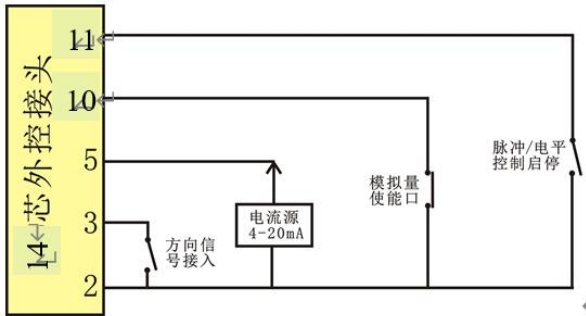 14芯外控接头
11
10
5
3
2
方向信
号接入
电流源
4-20mA
模拟量
使能口
脉冲/电平
控制启停